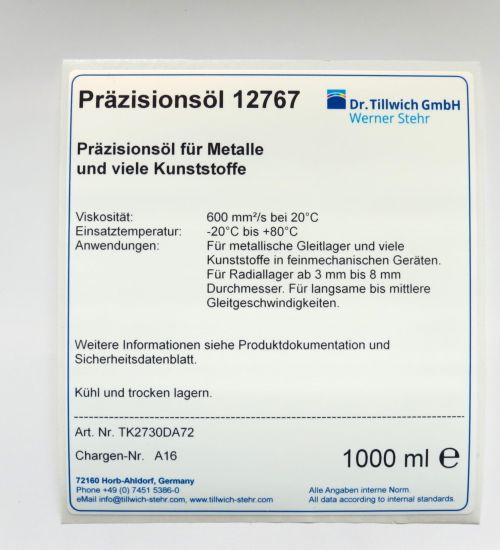 Präzisionsöl 12767
Dr. Tillwich GmbH
Werner Stehr
Präzisionsöl für Metalle
und viele Kunststoffe
Viskosität: 600 mm²/s bei 20°C
Einsatztemperatur: -20°C bis +80°C
Anwendungen: Für metallische Gleitlager und viele
Kunststoffe in feinmechanischen Geräten.
Für Radiallager ab 3 mm bis 8 mm
Durchmesser. Für langsame bis mittlere
Gleitgeschwindigkeiten.
Weitere Informationen siehe Produktdokumentation und
Sicherheitsdatenblatt.
Kühl und trocken lagern.
Art. Nr. TK2730DA72
Chargen-Nr. A16
1000 ml ℮
72160 Horb-Ahldorf, Germany
Phone +49 (0) 7451 5386-0
eMail info@tillwich-stehr.com, www.tillwich-stehr.com
Alle Angaben interne Norm.
All data according to internal standards.